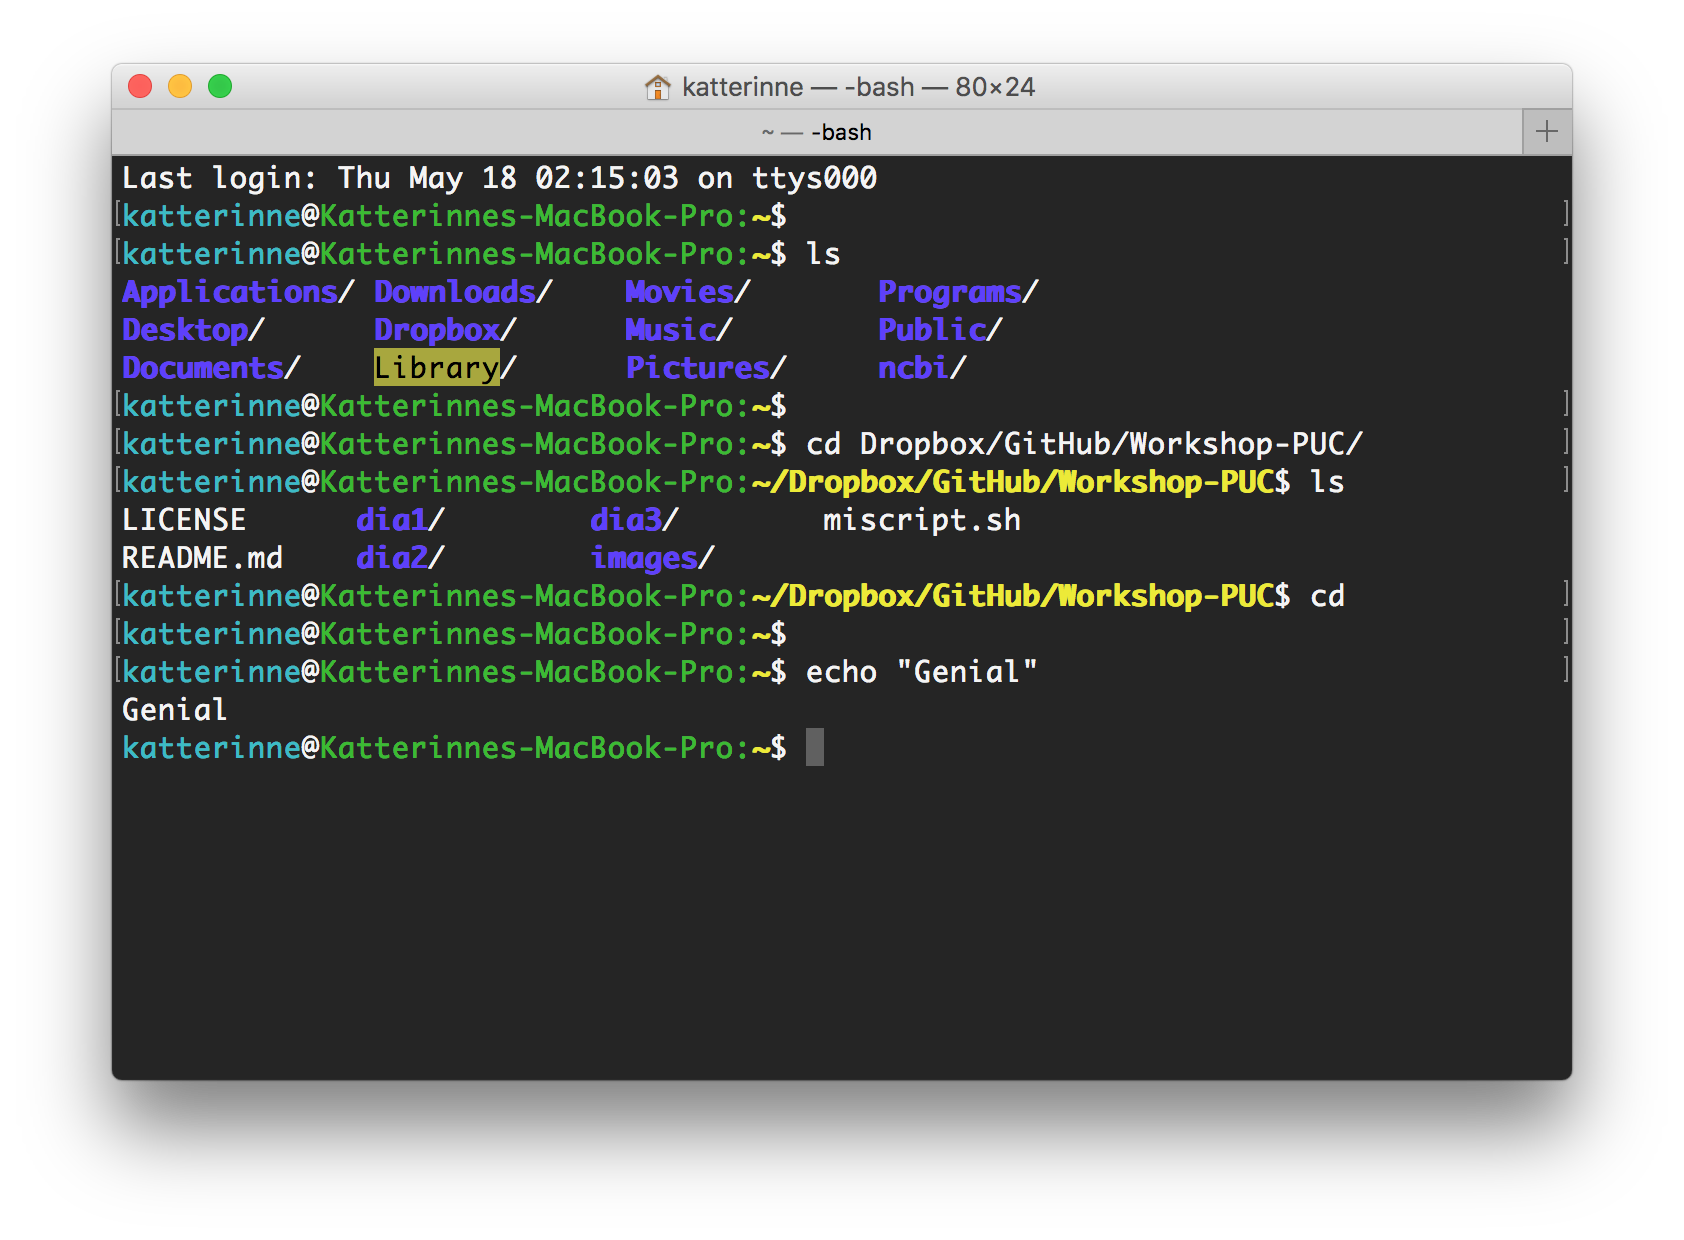 katterinne — -bash — 80×24
~ — -bash
Last login: Thu May 18 02:15:03 on ttys000
katterinne@Katterinnes-MacBook-Pro:~$
katterinne@Katterinnes-MacBook-Pro:~$ ls
Applications/ Downloads/ Movies/ Programs/
Desktop/ Dropbox/ Music/ Public/
Documents/ Library/ Pictures/ ncbi/
katterinne@Katterinnes-MacBook-Pro:~$
katterinne@Katterinnes-MacBook-Pro:~$ cd Dropbox/GitHub/Workshop-PUC/
katterinne@Katterinnes-MacBook-Pro:~/Dropbox/GitHub/Workshop-PUC$ ls
LICENSE dia1/ dia3/ miscript.sh
README.md dia2/ images/
katterinne@Katterinnes-MacBook-Pro:~/Dropbox/GitHub/Workshop-PUC$ cd
katterinne@Katterinnes-MacBook-Pro:~$
katterinne@Katterinnes-MacBook-Pro:~$ echo "Genial"
Genial
katterinne@Katterinnes-MacBook-Pro:~$